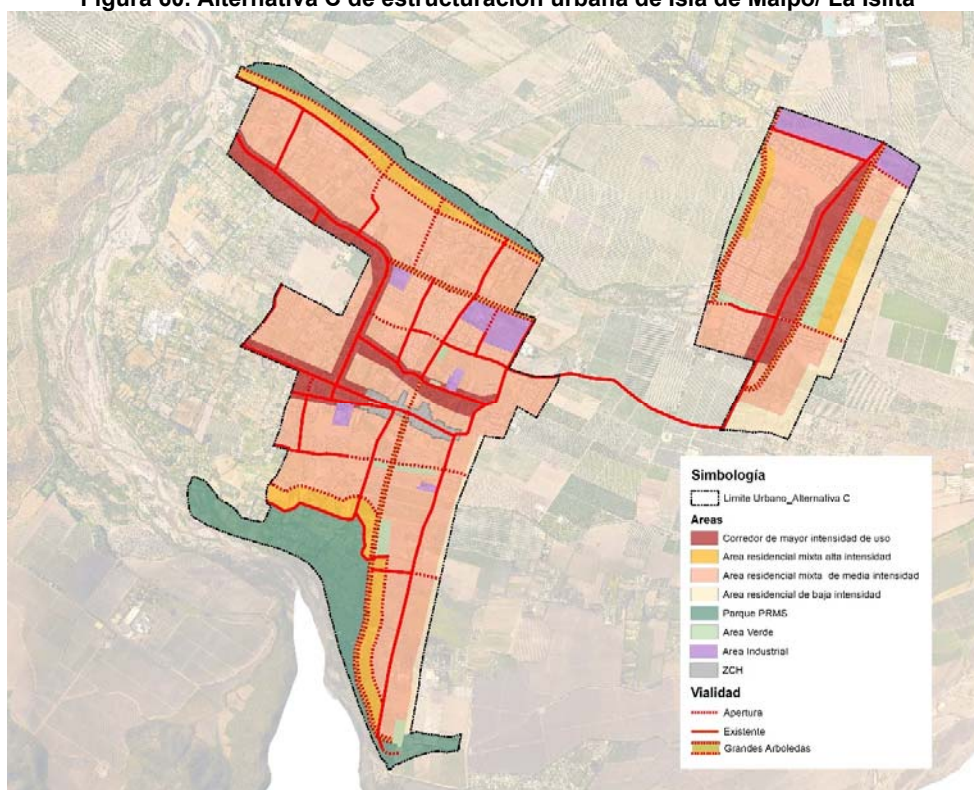 Figura 60. Alternativa C de estructuración urbana de Isla de Maipo/ La Islita
Simbología
Limite Urbano_Alternativa C
Areas
Corredor de mayor intensidad de uso
Area residencial mixta alta intensidad
Area residencial mixta de media intensidad
Area residencial de baja intensidad
Parque PRMS
Area Verde
Area Industrial
ZCH
Vialidad
Apertura
Existente
Grandes Arboledas